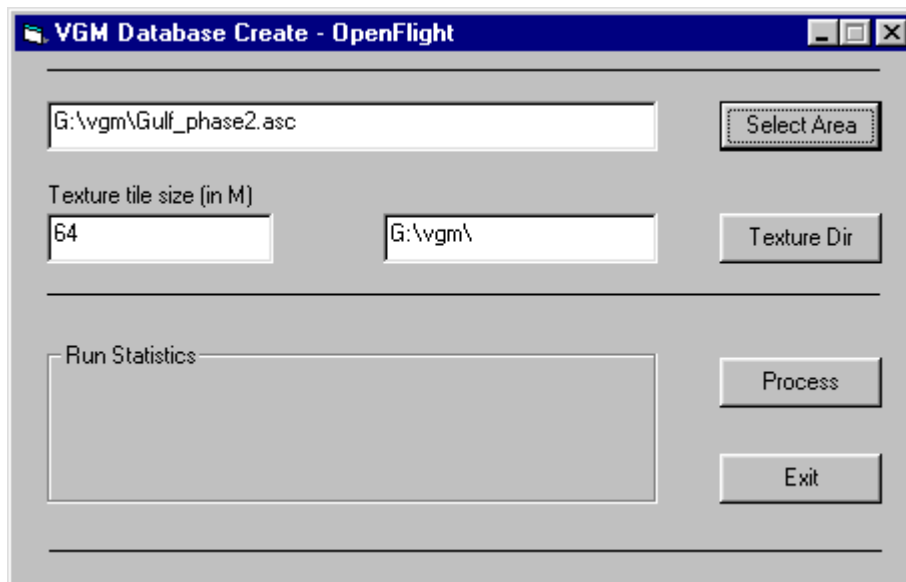 VGM Database Create - OpenFlight
G:\vgm\Gulf_phase2.asc
Select Area
Texture tile size (in M)
64
G:\vgm\
Texture Dir
Run Statistics
Process
Exit